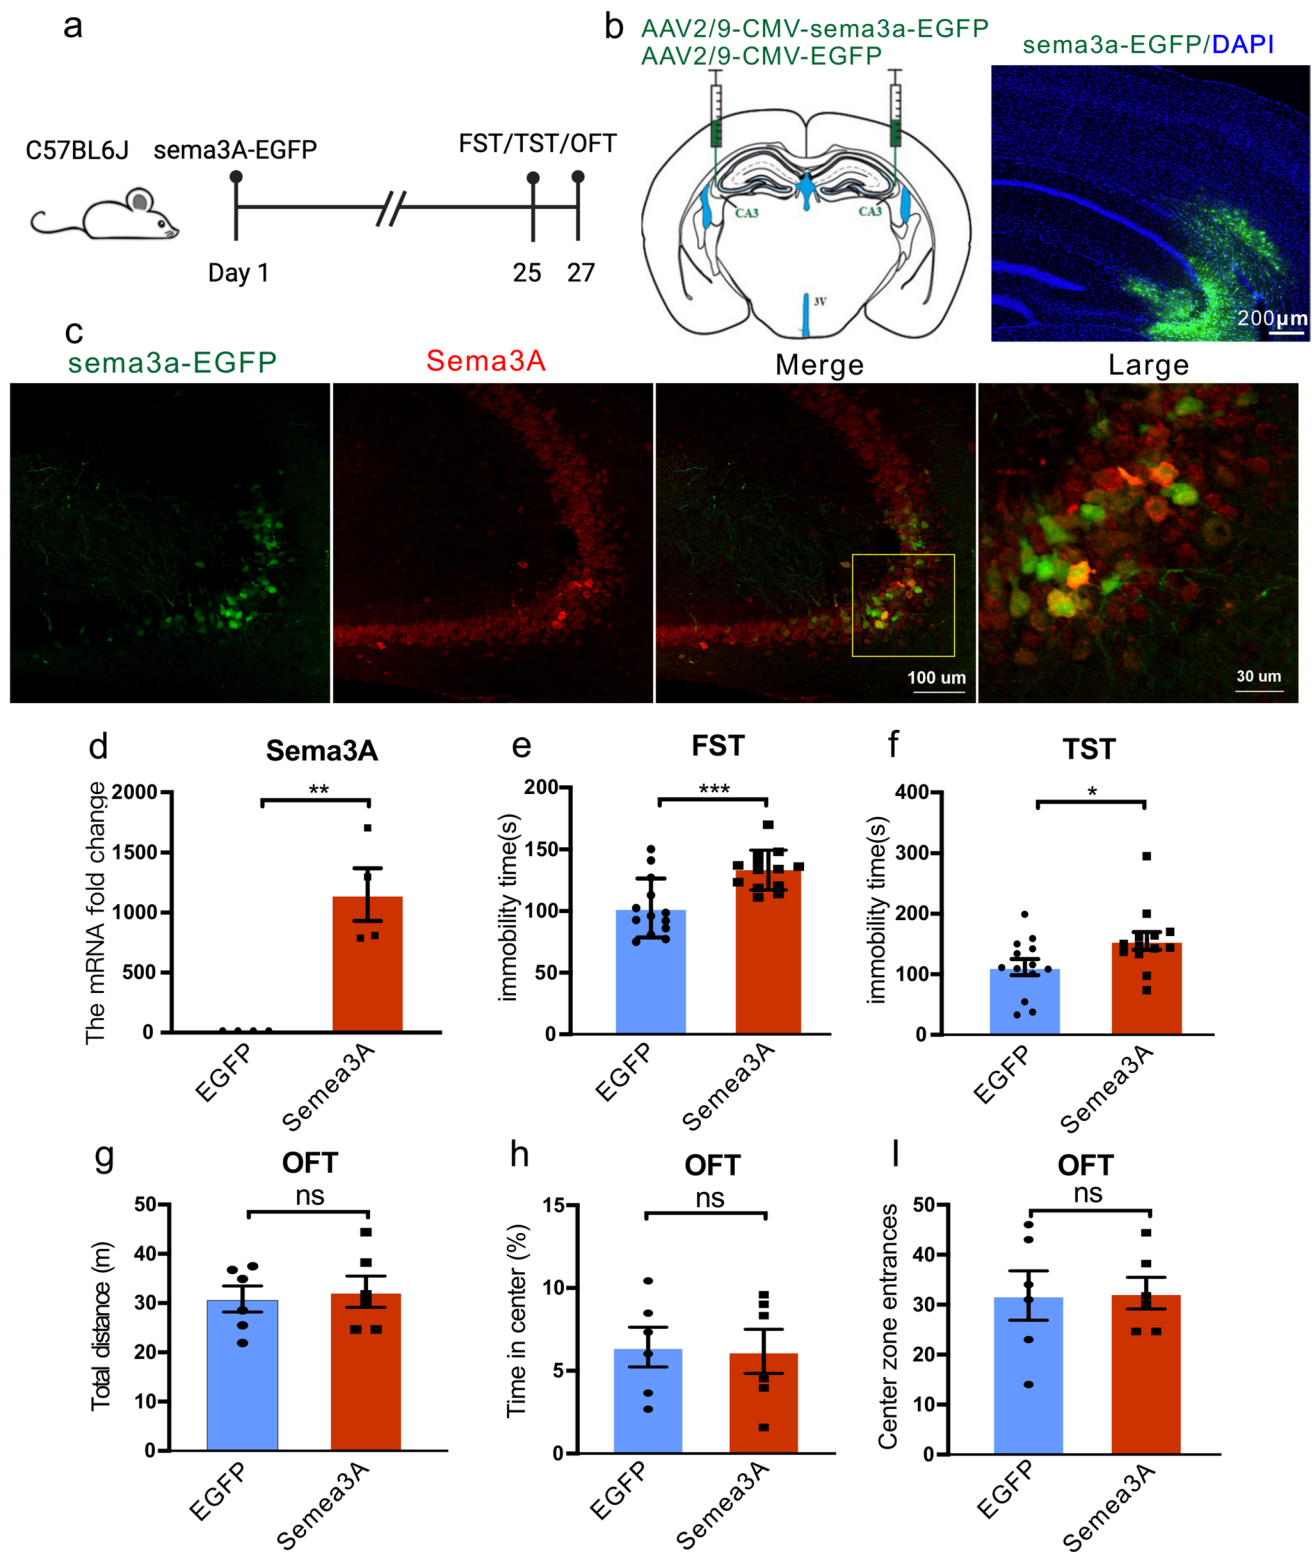 a
C57BL6J
sema3A-EGFP
FST/TST/OFT
Day 1
25
27
b
AAV2/9-CMV-sema3a-EGFP
AAV2/9-CMV-EGFP
CA3
CA3
3V
sema3a-EGFP/DAPI
200μm
c
sema3a-EGFP
Sema3A
Merge
Large
100 um
30 um
d
Sema3A
**
The mRNA fold change
2000
1500
1000
500
0
EGFP
Semea3A
e
FST
***
immobility time(s)
200
150
100
50
0
EGFP
Semea3A
f
TST
*
immobility time(s)
400
300
200
100
0
EGFP
Semea3A
g
OFT
ns
Total distance (m)
50
40
30
20
10
0
EGFP
Semea3A
h
OFT
ns
Time in center (%)
15
10
5
0
EGFP
Semea3A
I
OFT
ns
Center zone entrances
50
40
30
20
10
0
EGFP
Semea3A